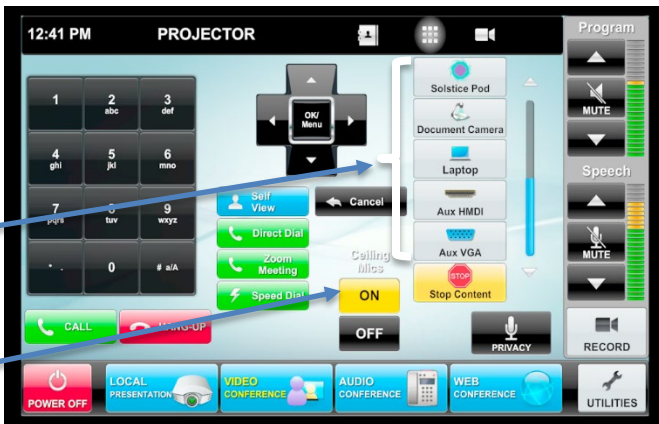 12:41 PM PROJECTOR
Program
MUTE
Speech
MUTE
RECORD
UTILITIES
1
2
abc
3
def
4
ghi
5
jkl
6
mno
7
pqrs
8
tuv
9
wxyz
* .
0
# a/A
CALL
HANG-UP
OK/
Menu
Self
View
Cancel
Direct Dial
Zoom
Meeting
Speed Dial
Ceiling
Mics
ON
OFF
Solstice Pod
Document Camera
Laptop
Aux HDMI
Aux VGA
STOP
Stop Content
PRIVACY
POWER OFF
LOCAL
PRESENTATION
VIDEO
CONFERENCE
AUDIO
CONFERENCE
WEB
CONFERENCE